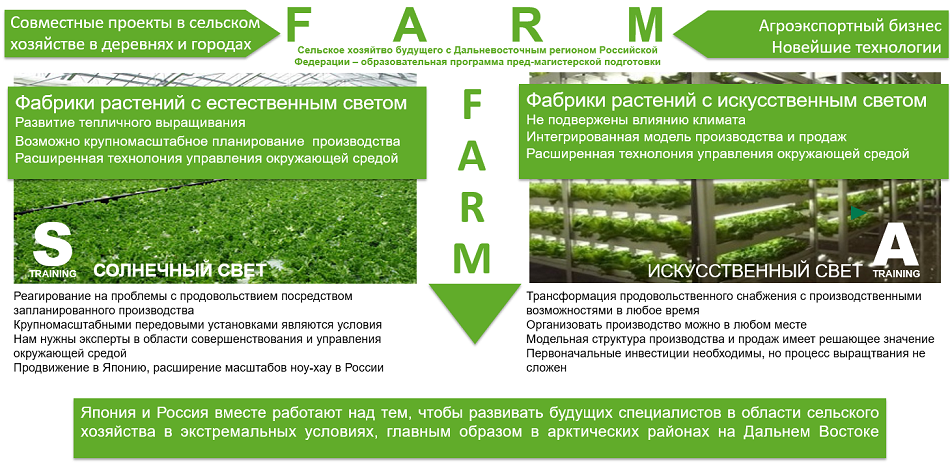 Совместные проекты в сельском
хозяйстве в деревнях и городах
F A R M
Сельское хозяйтво будущего с Дальневосточным регионом Российской
Федерации – образовательная программа пред-магистерской подготовки
Агроэкспортный бизнес
Новейшие технологии
Фабрики растений с естественным светом
Развитие тепличного выращивания
Возможно крупномасштабное планирование производства
Расширенная технолония управления окружающей средой
S
TRAINING
СОЛНЕЧНЫЙ СВЕТ
Реагирование на проблемы с продовольствием посредством
запланированного производства
Крупномасштабными передовыми установками являются условия
Нам нужны эксперты в области совершенствования и управления
окружающей средой
Продвижение в Японию, расширение масштабов ноу-хау в России
F
A
R
M
Фабрики растений с искусственным светом
Не подвержены влиянию климата
Интегрированная модель производства и продаж
Расширенная технолония управления окружающей средой
ИСКУССТВЕННЫЙ СВЕТ
A
TRAINING
Трансформация продовольственного снабжения с производственными
возможностями в любое время
Организовать производство можно в любом месте
Модельная структура производства и продаж имеет решающее значение
Первоначальные инвестиции необходимы, но процесс выращтвания не
сложен
Япония и Россия вместе работают над тем, чтобы развивать будущих специалистов в области сельского
хозяйства в экстремальных условиях, главным образом в арктических районах на Дальнем Востоке